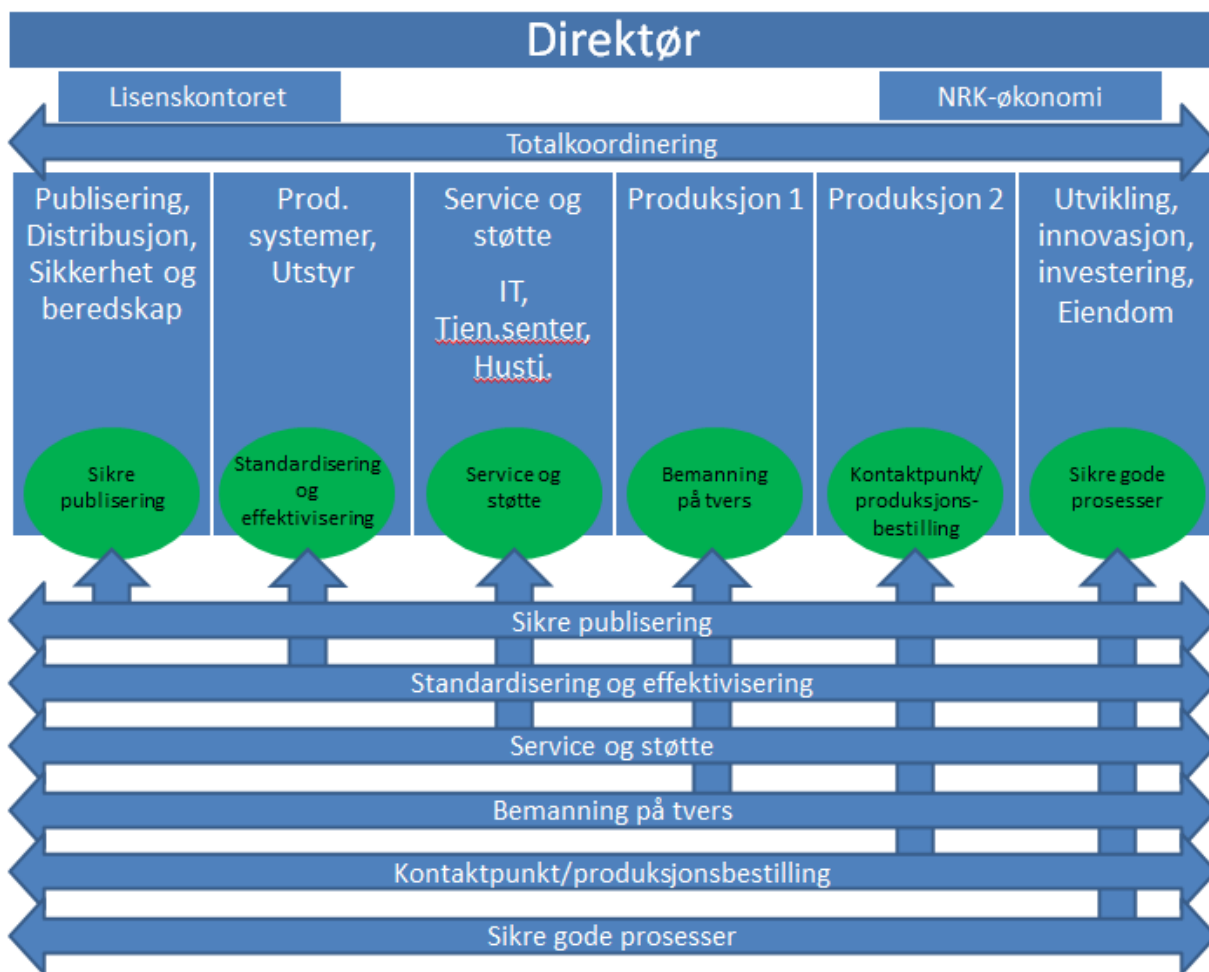 Direktør
Lisenskontoret
NRK-økonomi
Totalkoordinering
Publisering,
Distribusjon,
Sikkerhet og
beredskap
Prod.
systemer,
Utstyr
Service og
støtte
IT,
Tjen.senter,
Hustj.
Produksjon 1
Produksjon 2
Utvikling,
innovasjon,
investering,
Eiendom
Sikre
publisering
Standardisering
og
effektivisering
Service og
støtte
Bemanning
på tvers
Kontaktpunkt/
produksjons-
bestilling
Sikre gode
prosesser
Sikre publisering
Standardisering og effektivisering
Service og støtte
Bemanning på tvers
Kontaktpunkt/produksjonsbestilling
Sikre gode prosesser